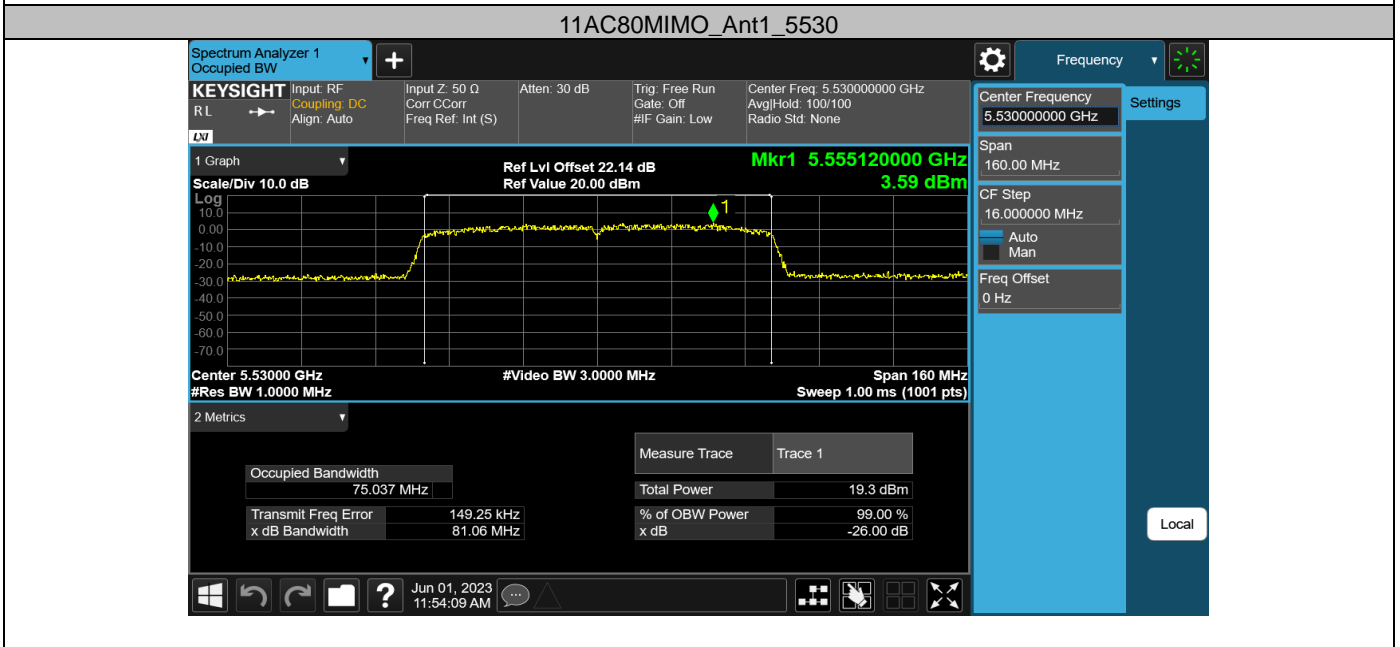 11AC80MIMO_Ant1_5530
Spectrum Analyzer 1
Occupied BW
+
Frequency
KEYSIGHT
RL
LXI
Input: RF
Coupling: DC
Align: Auto
Input Z: 50 Ω
Corr CCorr
Freq Ref: Int (S)
Atten: 30 dB
Trig: Free Run
Gate: Off
#IF Gain: Low
Center Freq: 5.530000000 GHz
Avg|Hold: 100/100
Radio Std: None
Center Frequency
5.530000000 GHz
Settings
Span
160.00 MHz
CF Step
16.000000 MHz
Auto
Man
Freq Offset
0 Hz
Local
1 Graph
Scale/Div 10.0 dB
Ref Lvl Offset 22.14 dB
Ref Value 20.00 dBm
Mkr1 5.555120000 GHz
3.59 dBm
Log
10.0
0.00
-10.0
-20.0
-30.0
-40.0
-50.0
-60.0
-70.0
1
Center 5.53000 GHz
#Res BW 1.0000 MHz
#Video BW 3.0000 MHz
Span 160 MHz
Sweep 1.00 ms (1001 pts)
2 Metrics
Measure Trace Trace 1
Occupied Bandwidth
75.037 MHz
Total Power 19.3 dBm
Transmit Freq Error 149.25 kHz
% of OBW Power 99.00 %
x dB Bandwidth 81.06 MHz
x dB -26.00 dB
?
Jun 01, 2023
11:54:09 AM